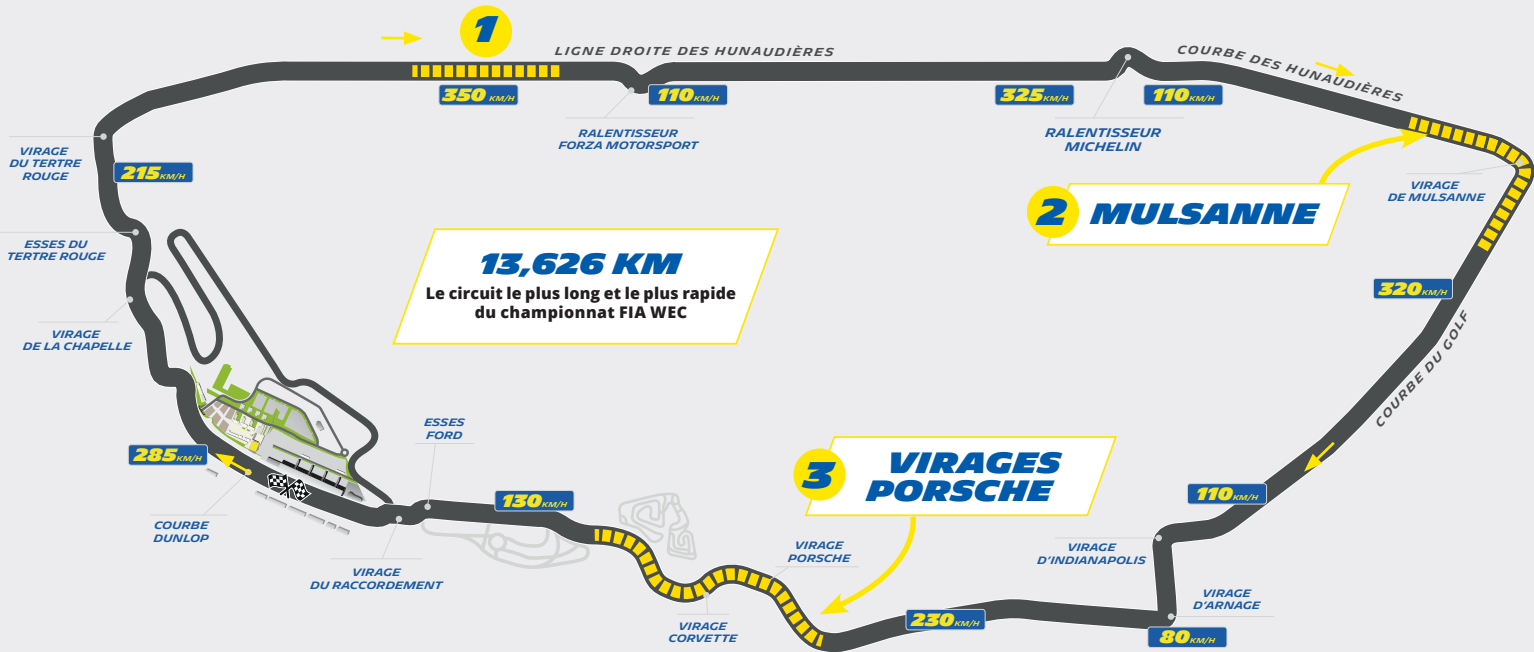 1
LIGNE DROITE DES HUNAUDIÈRES
COURBE DES HUNAUDIÈRES
350 KM/H
110 KM/H
325 KM/H
110 KM/H
RALENTISSEUR
FORZA MOTORSPORT
RALENTISSEUR
MICHELIN
VIRAGE
DU TERTRE
ROUGE
215 KM/H
2 MULSANNE
VIRAGE
DE MULSANNE
ESSES DU
TERTRE ROUGE
13,626 KM
Le circuit le plus long et le plus rapide
du championnat FIA WEC
320 KM/H
VIRAGE
DE LA CHAPELLE
COURBE DU GOLF
ESSES
FORD
285 KM/H
3 VIRAGES
PORSCHE
130 KM/H
110 KM/H
COURBE
DUNLOP
VIRAGE
DU RACCORDEMENT
VIRAGE
PORSCHE
VIRAGE
D'INDIANAPOLIS
VIRAGE
CORVETTE
230 KM/H
VIRAGE
D'ARNAGE
80 KM/H